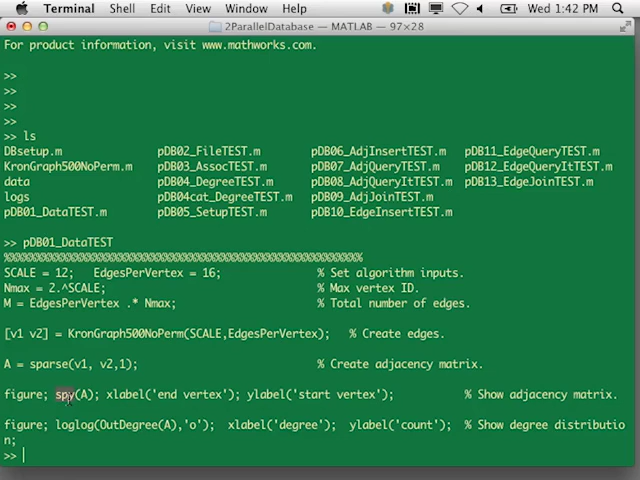 Terminal Shell Edit View Window Help Wed 1:42 PM
2ParallelDatabase — MATLAB — 97×28
For product information, visit www.mathworks.com.
>>
>>
>>
>>
>> ls
DBsetup.m pDB02_FileTEST.m pDB06_AdjInsertTEST.m pDB11_EdgeQueryTEST.m
KronGraph500NoPerm.m pDB03_AssocTEST.m pDB07_AdjQueryTEST.m pDB12_EdgeQueryItTEST.m
data pDB04_DegreeTEST.m pDB08_AdjQueryItTEST.m pDB13_EdgeJoinTEST.m
logs pDB04cat_DegreeTEST.m pDB09_AdjJoinTEST.m
pDB01_DataTEST.m pDB05_SetupTEST.m pDB10_EdgeInsertTEST.m
>> pDB01_DataTEST
%%%%%%%%%%%%%%%%%%%%%%%%%%%%%%%%%%%%%%%%%%%%%%%%%%%%%%%%%%%%%%%%
SCALE = 12; EdgesPerVertex = 16; % Set algorithm inputs.
Nmax = 2.^SCALE; % Max vertex ID.
M = EdgesPerVertex .* Nmax; % Total number of edges.
[v1 v2] = KronGraph500NoPerm(SCALE,EdgesPerVertex); % Create edges.
A = sparse(v1, v2,1); % Create adjacency matrix.
figure; spy(A); xlabel('end vertex'); ylabel('start vertex'); % Show adjacency matrix.
figure; loglog(OutDegree(A),'o'); xlabel('degree'); ylabel('count'); % Show degree distributio
n;
>>